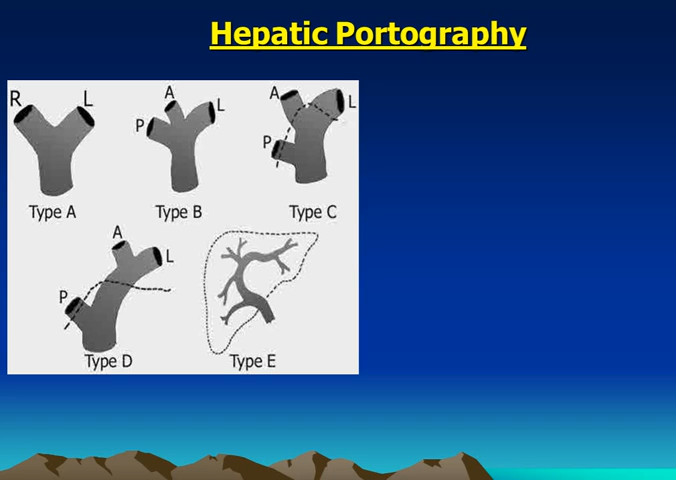 Hepatic Portography
R L
A
P L
A
L
P
Type A Type B Type C
A
L
P
Type D Type E